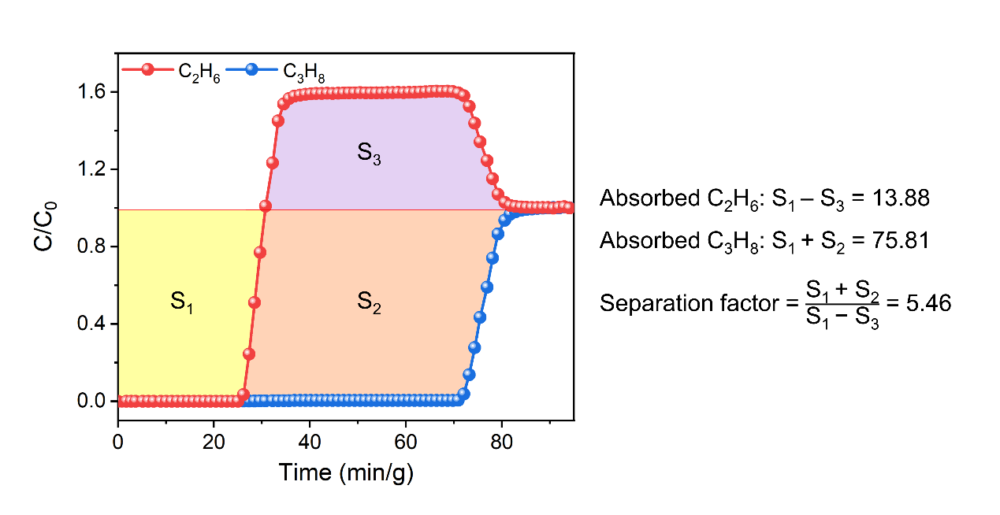 C₂H₆ C₃H₈
C/C₀
1.6
1.2
0.8
0.4
0.0
S₃
S₁
S₂
0 20 40 60 80
Time (min/g)
Absorbed C₂H₆: S₁ – S₃ = 13.88
Absorbed C₃H₈: S₁ + S₂ = 75.81
Separation factor = S₁ + S₂ / S₁ − S₃ = 5.46